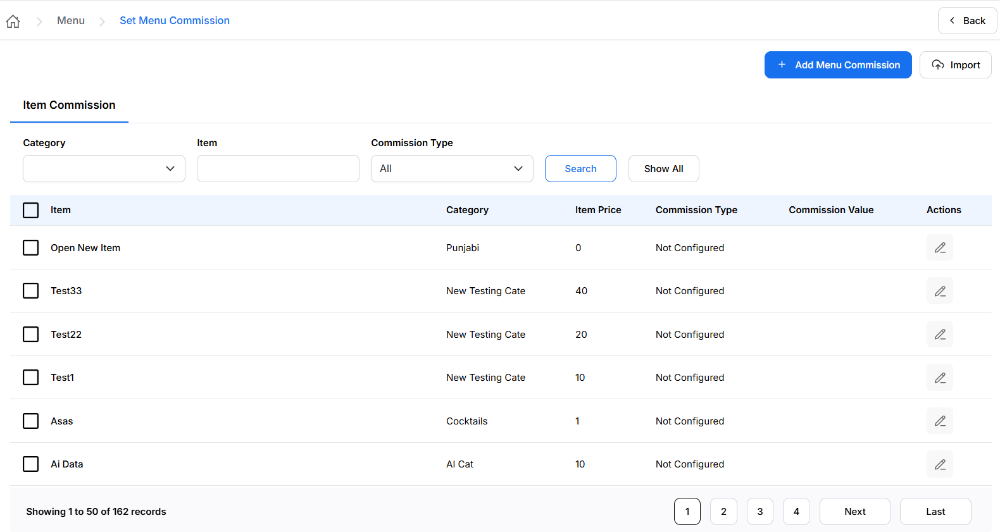 Menu
Set Menu Commission
Back
Add Menu Commission
Import
Item Commission
Category
Item
Commission Type
All
Search
Show All
Item Category Item Price Commission Type Commission Value Actions
Open New Item Punjabi 0 Not Configured
Test33 New Testing Cate 40 Not Configured
Test22 New Testing Cate 20 Not Configured
Test1 New Testing Cate 10 Not Configured
Asas Cocktails 1 Not Configured
Ai Data AI Cat 10 Not Configured
Showing 1 to 50 of 162 records
1 2 3 4 Next Last